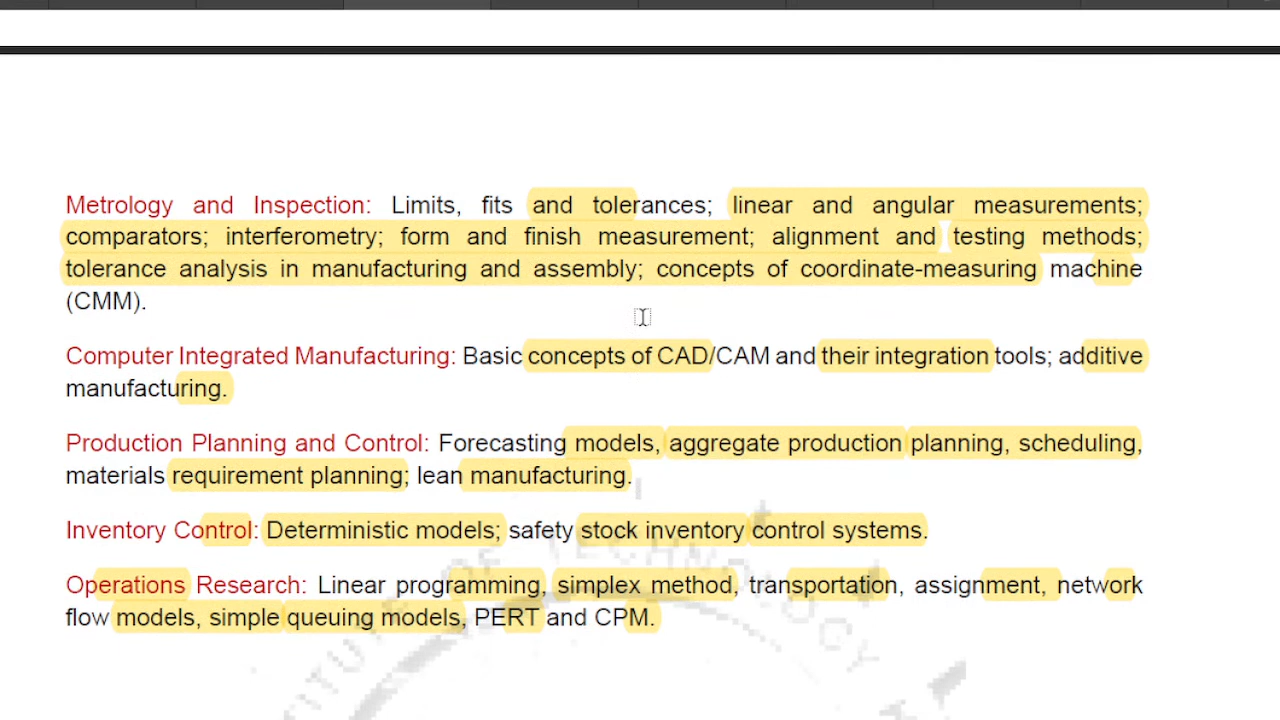 Metrology and Inspection: Limits, fits and tolerances; linear and angular measurements;
comparators; interferometry; form and finish measurement; alignment and testing methods;
tolerance analysis in manufacturing and assembly; concepts of coordinate-measuring machine
(CMM).
Computer Integrated Manufacturing: Basic concepts of CAD/CAM and their integration tools; additive
manufacturing.
Production Planning and Control: Forecasting models, aggregate production planning, scheduling,
materials requirement planning; lean manufacturing.
Inventory Control: Deterministic models; safety stock inventory control systems.
Operations Research: Linear programming, simplex method, transportation, assignment, network
flow models, simple queuing models, PERT and CPM.
OF TECHNOLOGY